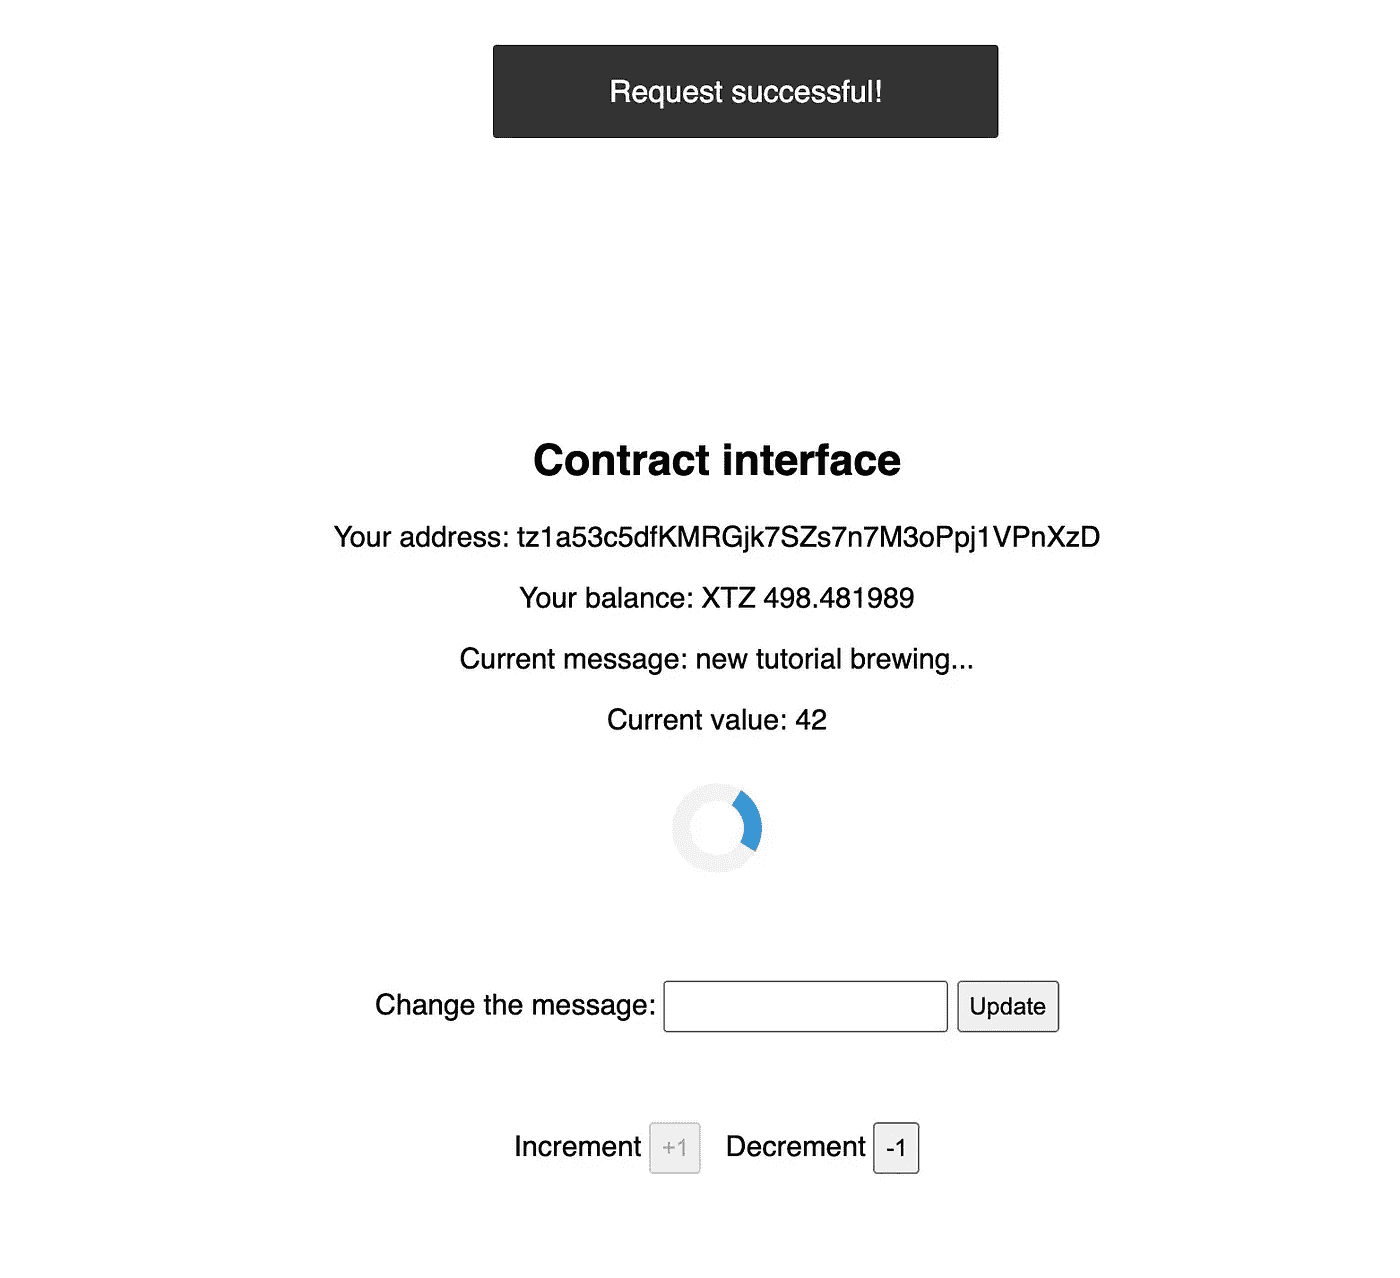 Request successful!
Contract interface
Your address: tz1a53c5dfKMRGjk7SZs7n7M3oPpj1VPnXzD
Your balance: XTZ 498.481989
Current message: new tutorial brewing...
Current value: 42
Change the message: Update
Increment +1 Decrement -1